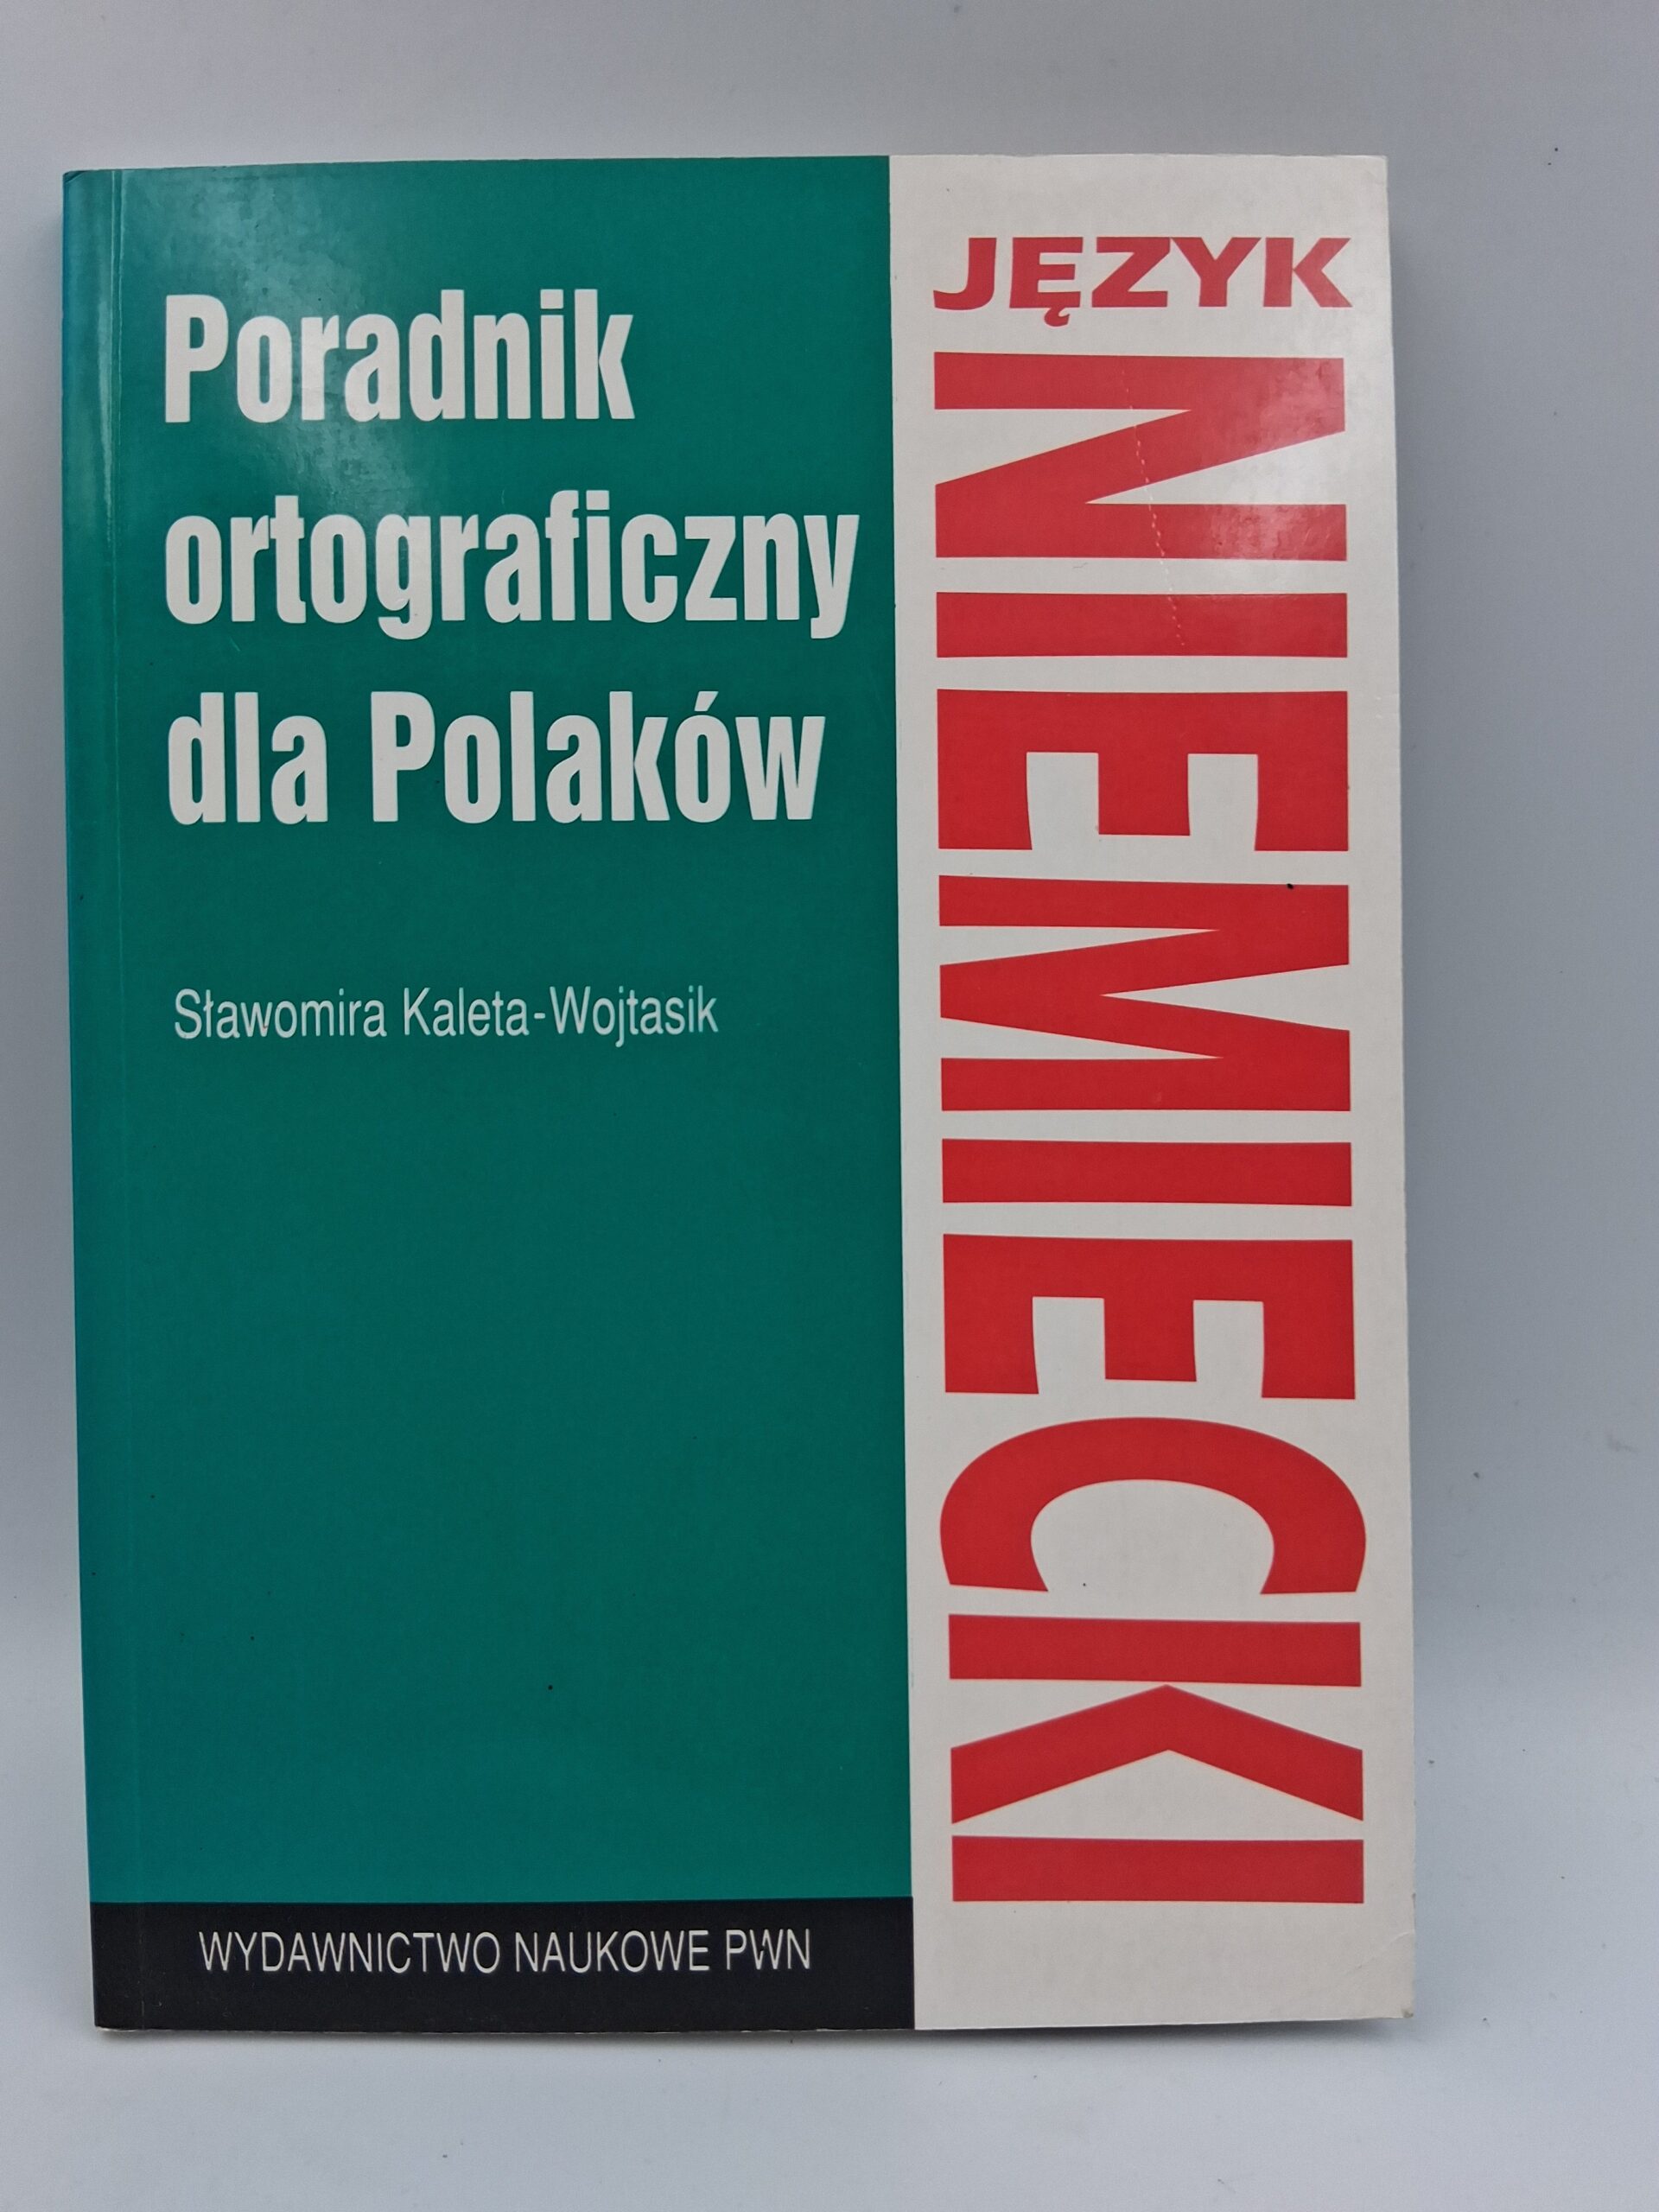 Poradnik
ortograficzny
dla Polaków
Sławomira Kaleta-Wojtasik
WYDAWNICTWO NAUKOWE PWN
JĘZYK
NIEMIECKI